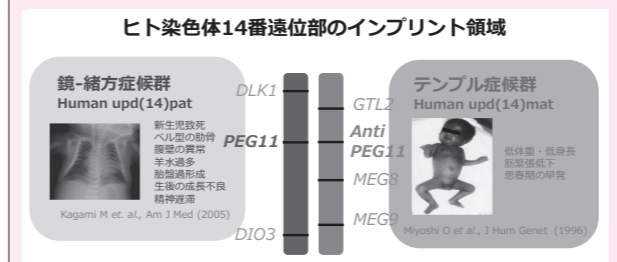 ヒト染色体14番遠位部のインプリント領域
鏡-緒方症候群
Human upd(14)pat
新生児致死
ベル型の肋骨
腹壁の異常
羊水過多
胎盤過形成
生後の成長不良
精神遅滞
Kagami M et. al., Am J Med (2005)
DLK1
PEG11
DIO3
GTL2
Anti
PEG11
MEG8
MEG9
テンプル症候群
Human upd(14)mat
低体重・低身長
筋緊張低下
思春期の早発
Miyoshi O et al., J Hum Genet (1996)